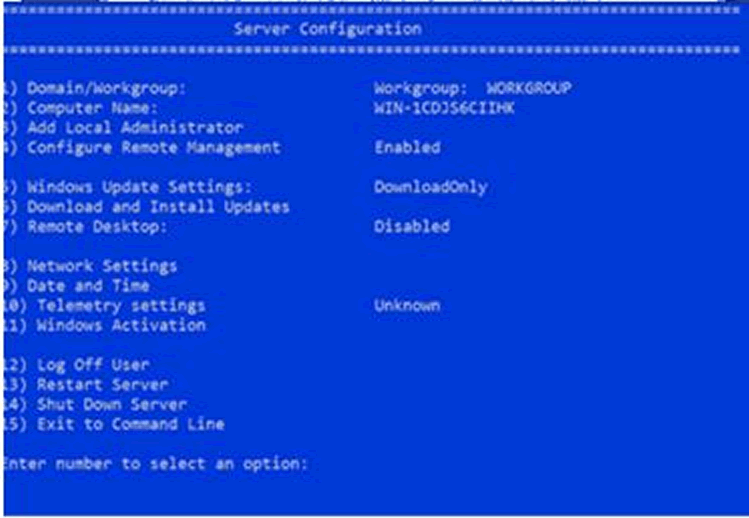 Server Configuration
1) Domain/Workgroup: Workgroup: WORKGROUP
2) Computer Name: WIN-1CDJS6CIIHK
3) Add Local Administrator
4) Configure Remote Management Enabled
5) Windows Update Settings: DownloadOnly
6) Download and Install Updates
7) Remote Desktop: Disabled
8) Network Settings
9) Date and Time
10) Telemetry settings Unknown
11) Windows Activation
12) Log Off User
13) Restart Server
14) Shut Down Server
15) Exit to Command Line
Enter number to select an option: